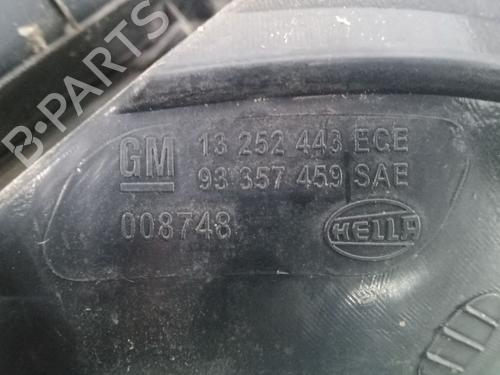 B-PARTS
GM 13 252 443 ECE
93 357 459 SAE
008748 HELLA